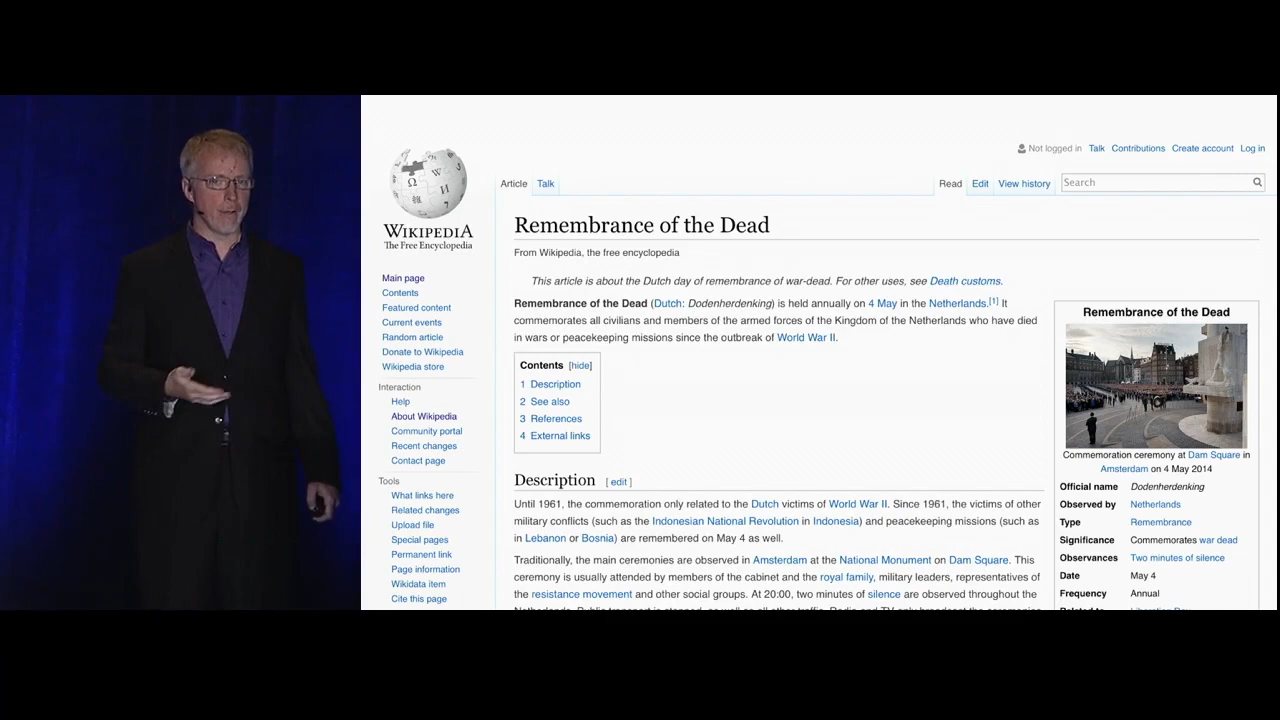 Not logged in Talk Contributions Create account Log in
Article Talk
Read Edit View history Search
Ω W И
WIKIPEDIA
The Free Encyclopedia
Main page
Contents
Featured content
Current events
Random article
Donate to Wikipedia
Wikipedia store
Interaction
Help
About Wikipedia
Community portal
Recent changes
Contact page
Tools
What links here
Related changes
Upload file
Special pages
Permanent link
Page information
Wikidata item
Cite this page
Remembrance of the Dead
From Wikipedia, the free encyclopedia
This article is about the Dutch day of remembrance of war-dead. For other uses, see Death customs.
Remembrance of the Dead (Dutch: Dodenherdenking) is held annually on 4 May in the Netherlands.[1] It
commemorates all civilians and members of the armed forces of the Kingdom of the Netherlands who have died
in wars or peacekeeping missions since the outbreak of World War II.
Contents [hide]
1 Description
2 See also
3 References
4 External links
Description [ edit ]
Until 1961, the commemoration only related to the Dutch victims of World War II. Since 1961, the victims of other
military conflicts (such as the Indonesian National Revolution in Indonesia) and peacekeeping missions (such as
in Lebanon or Bosnia) are remembered on May 4 as well.
Traditionally, the main ceremonies are observed in Amsterdam at the National Monument on Dam Square. This
ceremony is usually attended by members of the cabinet and the royal family, military leaders, representatives of
the resistance movement and other social groups. At 20:00, two minutes of silence are observed throughout the
Remembrance of the Dead
Commemoration ceremony at Dam Square in
Amsterdam on 4 May 2014
Official name Dodenherdenking
Observed by Netherlands
Type Remembrance
Significance Commemorates war dead
Observances Two minutes of silence
Date May 4
Frequency Annual